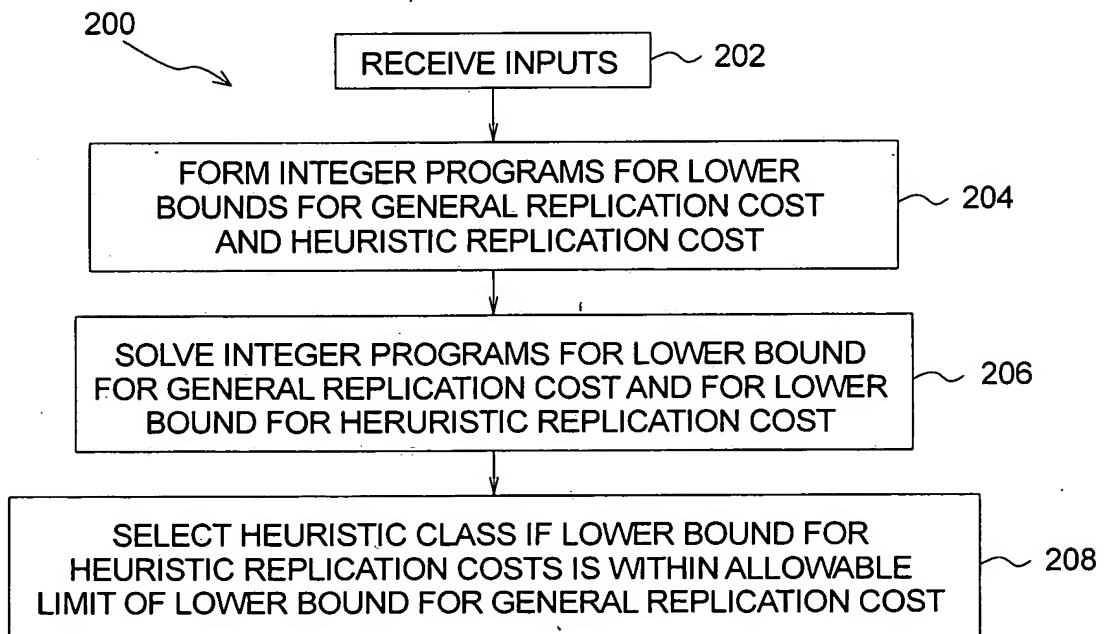 200
RECEIVE INPUTS
202
FORM INTEGER PROGRAMS FOR LOWER
BOUNDS FOR GENERAL REPLICATION COST
AND HEURISTIC REPLICATION COST
204
SOLVE INTEGER PROGRAMS FOR LOWER BOUND
FOR GENERAL REPLICATION COST AND FOR LOWER
BOUND FOR HERURISTIC REPLICATION COST
206
SELECT HEURISTIC CLASS IF LOWER BOUND FOR
HEURISTIC REPLICATION COSTS IS WITHIN ALLOWABLE
LIMIT OF LOWER BOUND FOR GENERAL REPLICATION COST
208